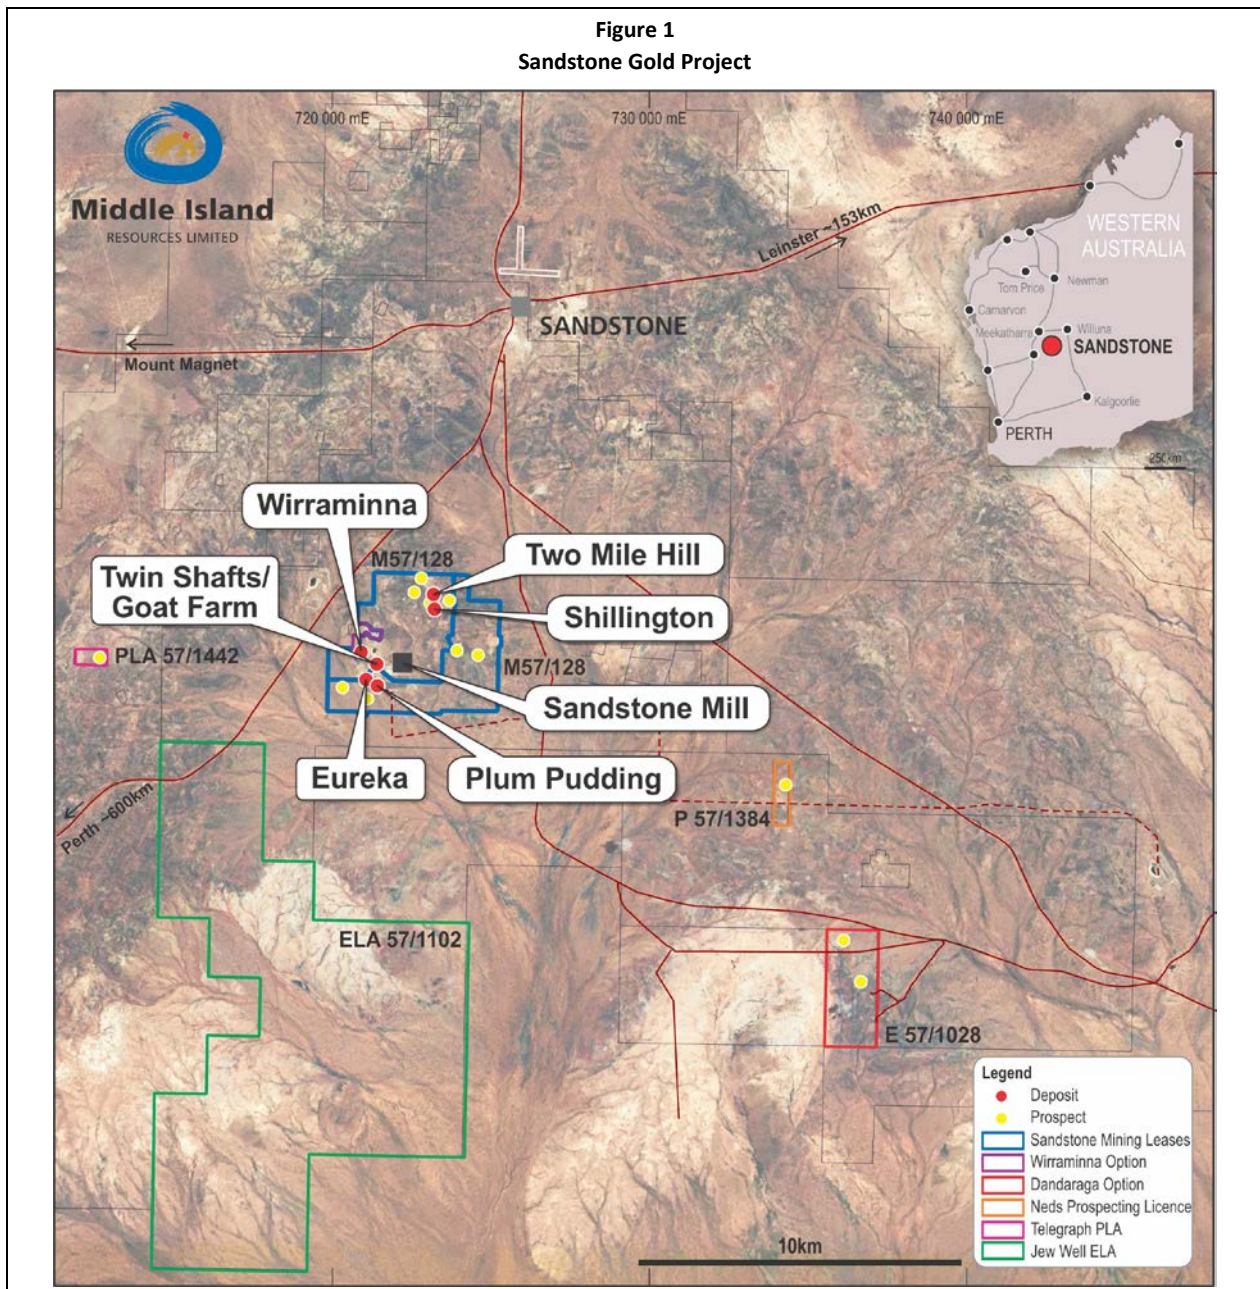 Figure 1
Sandstone Gold Project
720 000 mE
730 000 mE
740 000 mE
Middle Island
RESOURCES LIMITED
Leinster ~153km
SANDSTONE
Mount Magnet
WESTERN
AUSTRALIA
Tom Price
Newman
Carnarvon
Meekatharra
Willuna
SANDSTONE
Kalgoorlie
PERTH
250km
Wirraminna
M57/128
Two Mile Hill
Twin Shafts/
Goat Farm
Shillington
PLA 57/1442
M57/128
Sandstone Mill
Eureka
Plum Pudding
Perth ~600km
P 57/1384
ELA 57/1102
E 57/1028
Legend
Deposit
Prospect
Sandstone Mining Leases
Wirraminna Option
Dandaraga Option
Neds Prospecting Licence
Telegraph PLA
Jew Well ELA
10km